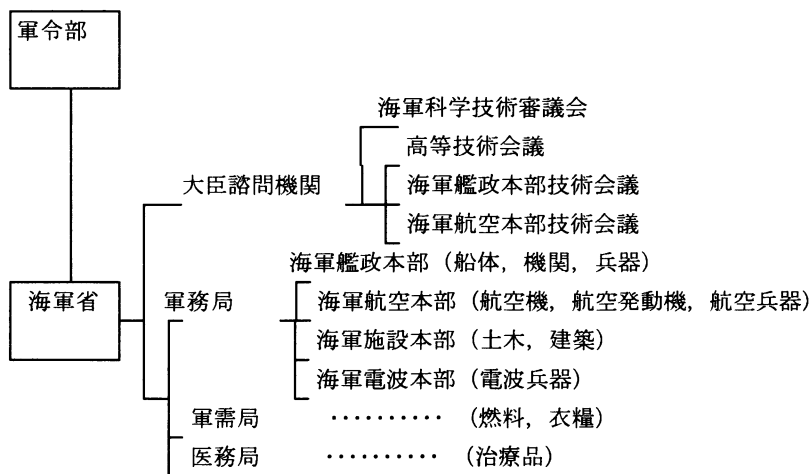 軍令部
海軍科学技術審議会
高等技術会議
大臣諮問機関 海軍艦政本部技術会議
海軍航空本部技術会議
海軍艦政本部（船体，機関，兵器）
海軍省 軍務局 海軍航空本部（航空機，航空発動機，航空兵器）
海軍施設本部（土木，建築）
海軍電波本部（電波兵器）
軍需局 ·········· （燃料，衣糧）
医務局 ·········· （治療品）